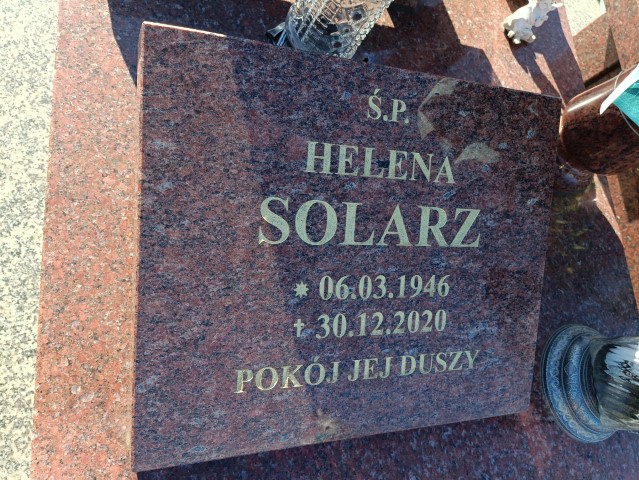 Ś.P.
HELENA
SOLARZ
✷ 06.03.1946
✝ 30.12.2020
POKÓJ JEJ DUSZY